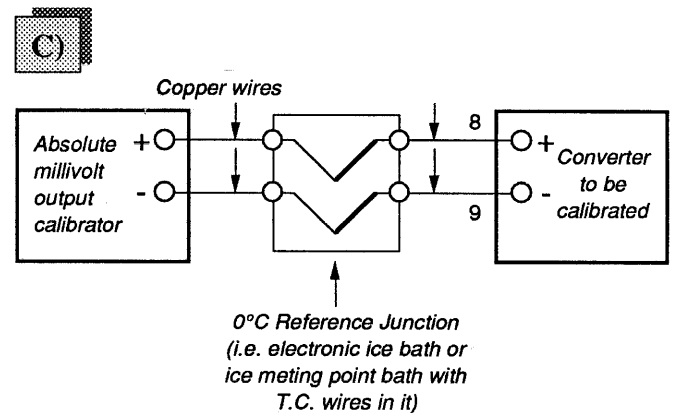 C)
Copper wires
8
Absolute
millivolt
output
calibrator
+
-
+
-
Converter
to be
calibrated
9
0°C Reference Junction
(i.e. electronic ice bath or
ice meting point bath with
T.C. wires in it)